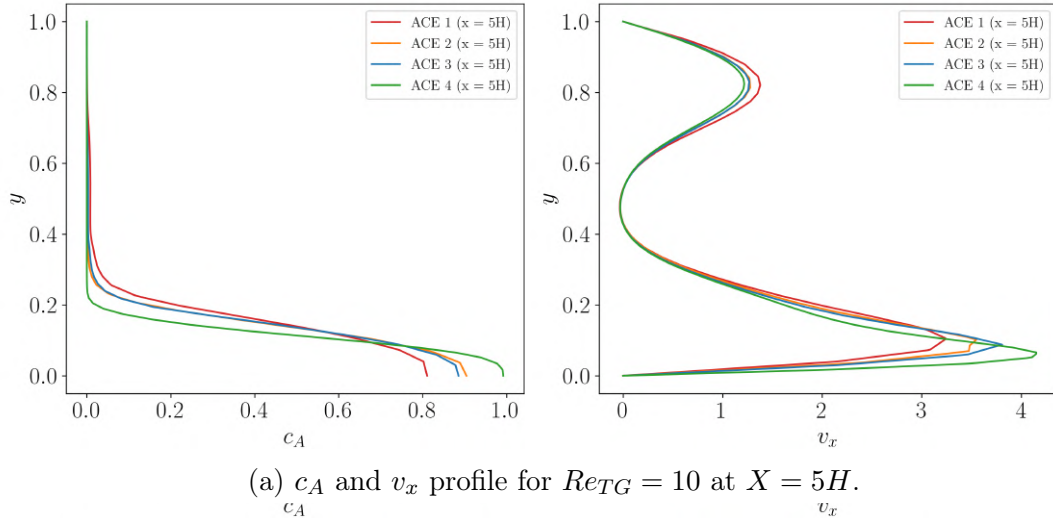 1.0
0.8
0.6
0.4
0.2
0.0
y
0.0 0.2 0.4 0.6 0.8 1.0
c_A
ACE 1 (x = 5H)
ACE 2 (x = 5H)
ACE 3 (x = 5H)
ACE 4 (x = 5H)
1.0
0.8
0.6
0.4
0.2
0.0
y
0 1 2 3 4
v_x
ACE 1 (x = 5H)
ACE 2 (x = 5H)
ACE 3 (x = 5H)
ACE 4 (x = 5H)
(a) c_A and v_x profile for Re_{TG} = 10 at X = 5H.
c_A v_x